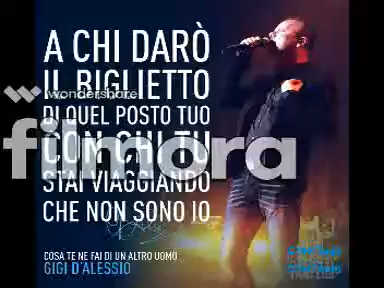 A CHI DARÒ
IL BIGLIETTO
wondershare
DI QUEL POSTO TUO
filmora
CON CHI TU
STAI VIAGGIANDO
CHE NON SONO IO
COSA TE NE FAI DI UN ALTRO UOMO
GIGI D'ALESSIO